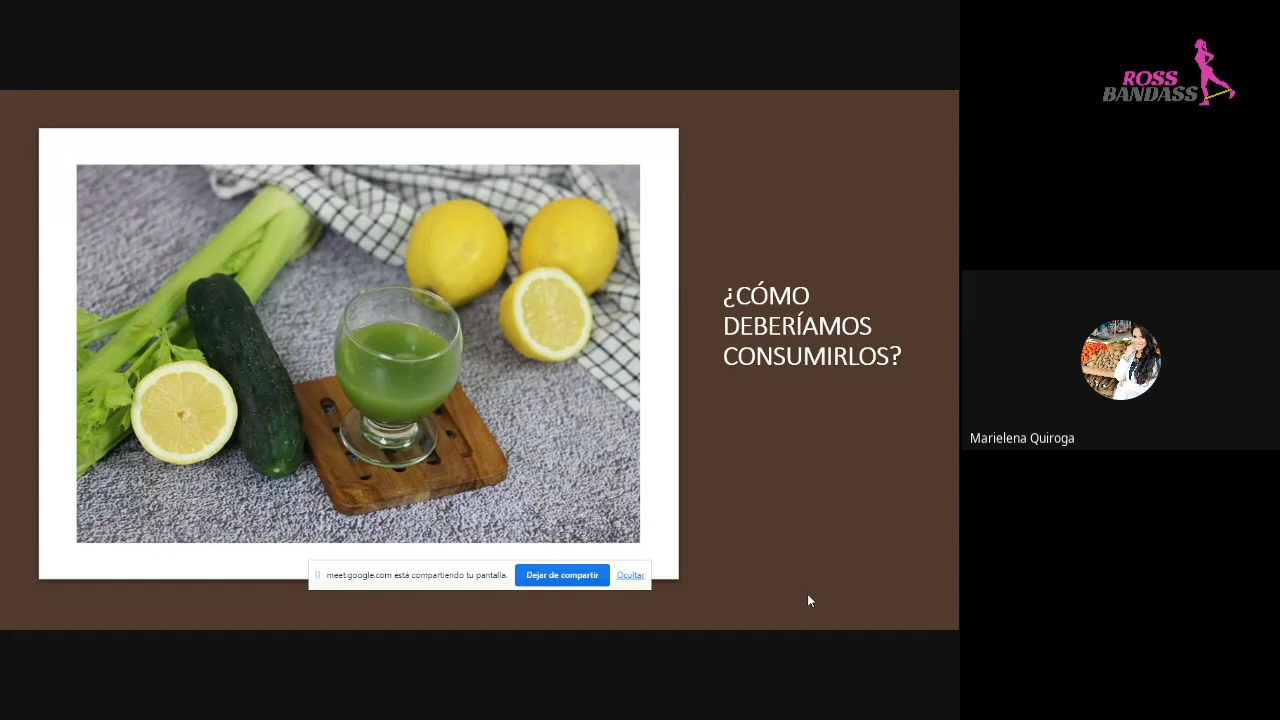 ROSS
BANDASS
¿CÓMO
DEBERÍAMOS
CONSUMIRLOS?
Marielena Quiroga
meet.google.com está compartiendo tu pantalla.
Dejar de compartir
Ocultar